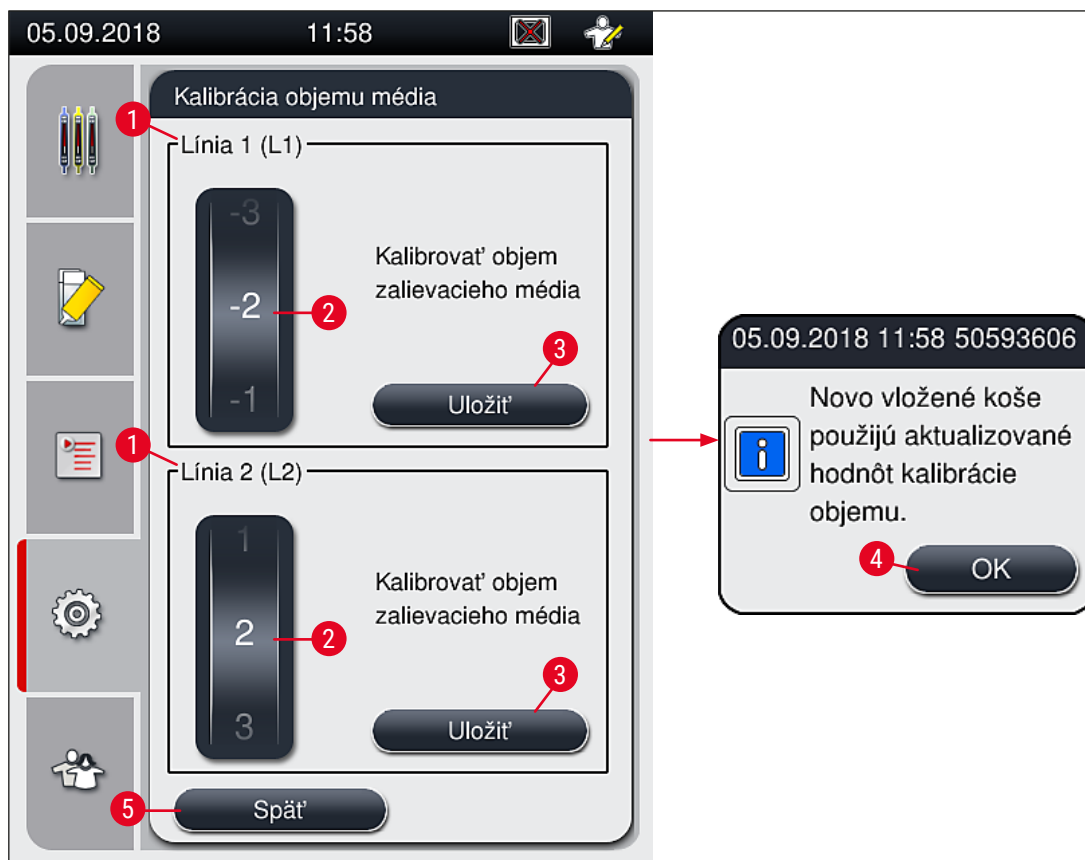 05.09.2018 11:58
Kalibrácia objemu média
1
Línia 1 (L1)
-3
-2
-1
2
Kalibrovať objem
zalievacieho média
3
Uložiť
1
Línia 2 (L2)
1
2
3
2
Kalibrovať objem
zalievacieho média
3
Uložiť
5
Späť
05.09.2018 11:58 50593606
Novo vložené koše
použijú aktualizované
hodnôt kalibrácie
objemu.
4
OK